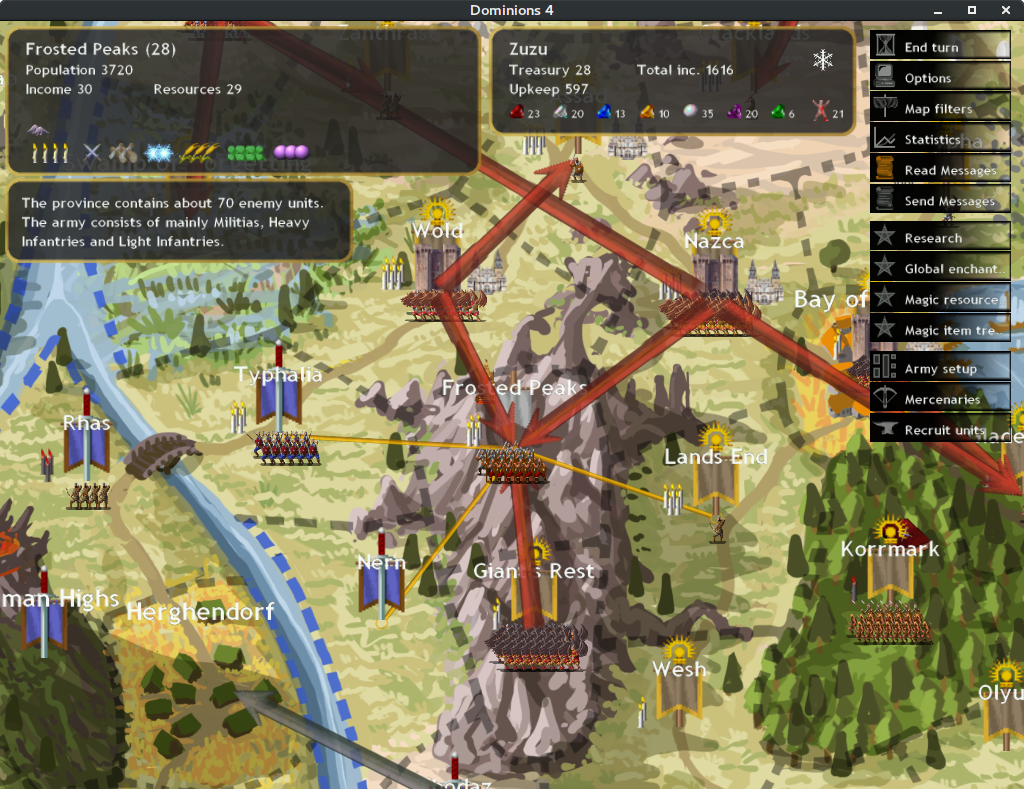 Dominions 4
Frosted Peaks (28)
Population 3720
Income 30 Resources 29
Zuzu
Treasury 28 Total inc. 1616
Upkeep 597
23 20 13 10 35 20 6 21
The province contains about 70 enemy units.
The army consists of mainly Militias, Heavy
Infantries and Light Infantries.
End turn
Options
Map filters
Statistics
Read Messages
Send Messages
Research
Global enchant..
Magic resource
Magic item tre..
Army setup
Mercenaries
Recruit units
Wold
Nazca
Bay of
Typhalia
Frosted Peaks
Rhas
Lands End
Korrmark
Nern
Giants Rest
man Highs
Herghendorf
Wesh
Olyu